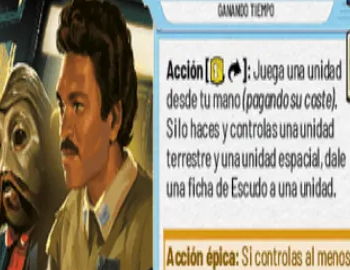 GANANDO TIEMPO
Acción [1 ]: Juega una unidad
desde tu mano (pagando su coste).
Si lo haces y controlas una unidad
terrestre y una unidad espacial, dale
una ficha de Escudo a una unidad.
Acción épica: Si controlas al menos